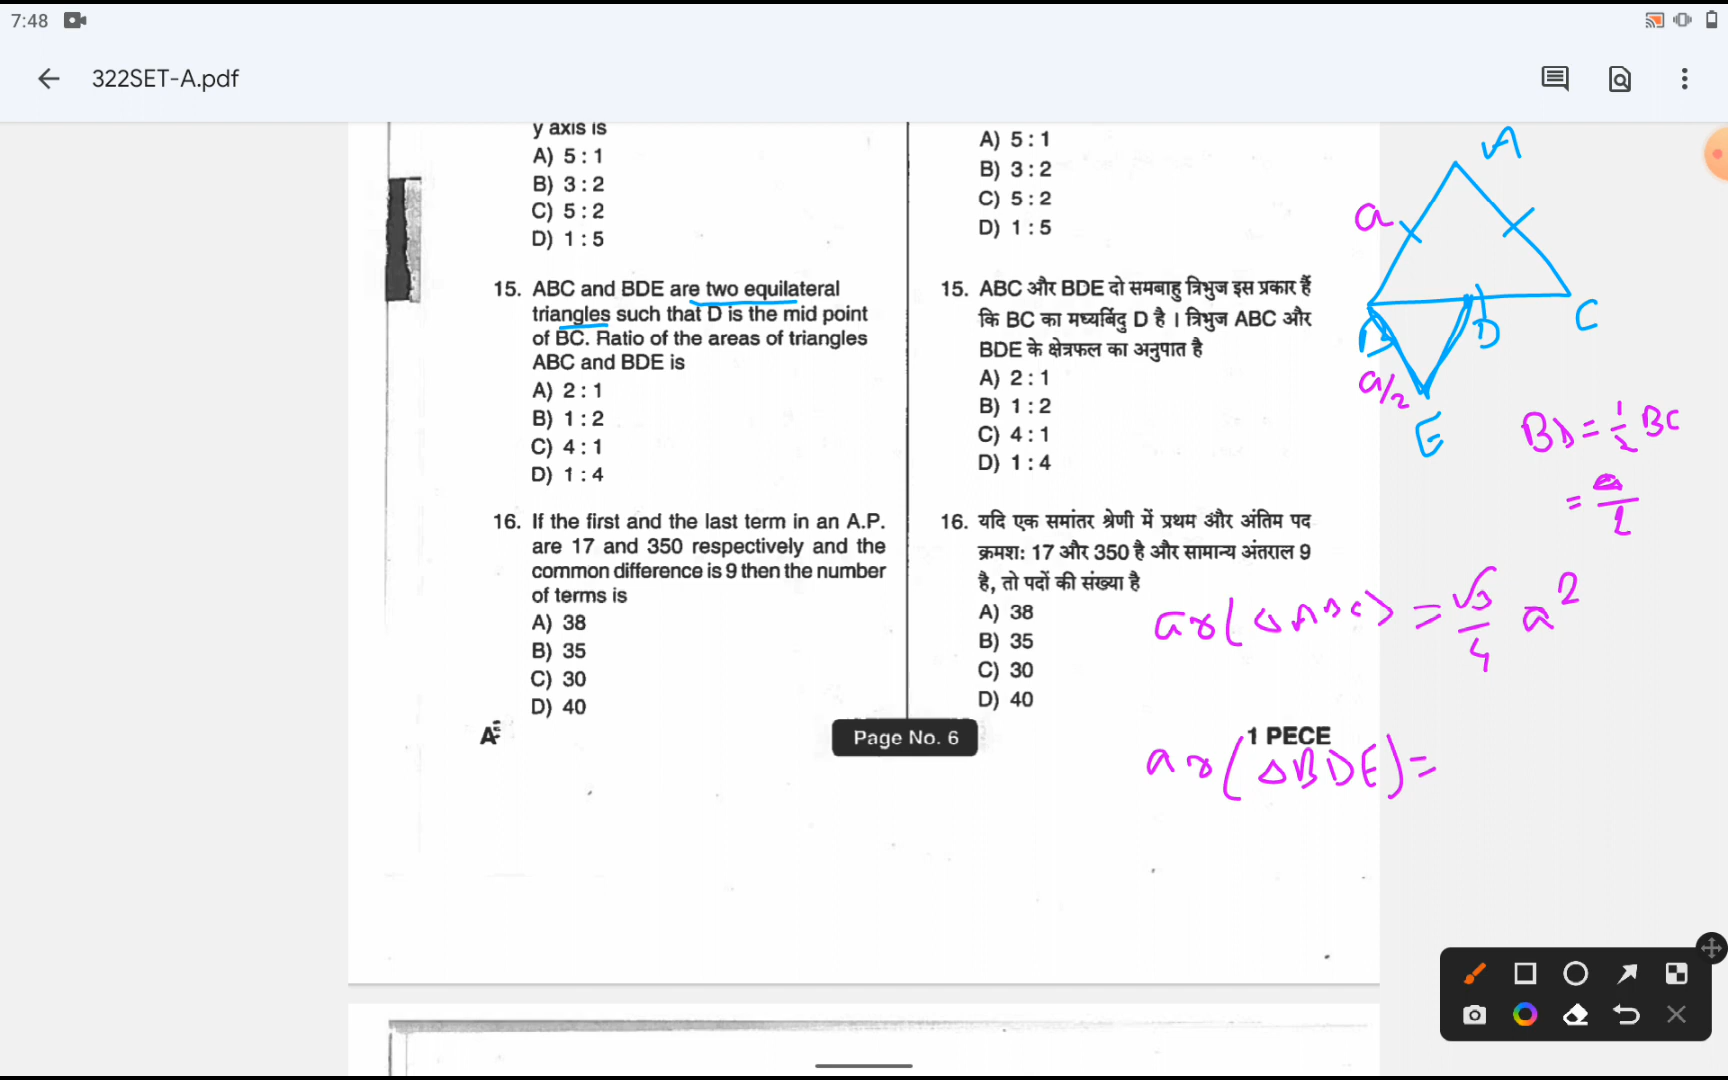 7:48
322SET-A.pdf
y axis is
A) 5 : 1
B) 3 : 2
C) 5 : 2
D) 1 : 5
15. ABC and BDE are two equilateral
triangles such that D is the mid point
of BC. Ratio of the areas of triangles
ABC and BDE is
A) 2 : 1
B) 1 : 2
C) 4 : 1
D) 1 : 4
16. If the first and the last term in an A.P.
are 17 and 350 respectively and the
common difference is 9 then the number
of terms is
A) 38
B) 35
C) 30
D) 40
A
A) 5 : 1
B) 3 : 2
C) 5 : 2
D) 1 : 5
15. ABC और BDE दो समबाहु त्रिभुज इस प्रकार हैं
कि BC का मध्यबिंदु D है । त्रिभुज ABC और
BDE के क्षेत्रफल का अनुपात है
A) 2 : 1
B) 1 : 2
C) 4 : 1
D) 1 : 4
16. यदि एक समांतर श्रेणी में प्रथम और अंतिम पद
क्रमश: 17 और 350 है और सामान्य अंतराल 9
है, तो पदों की संख्या है
A) 38
B) 35
C) 30
D) 40
Page No. 6
1 PECE
A
a
B
D
C
a/2
E
BD = 1/2 BC
= a/2
ar(△ABC) = √3/4 a²
ar(△BDE) =